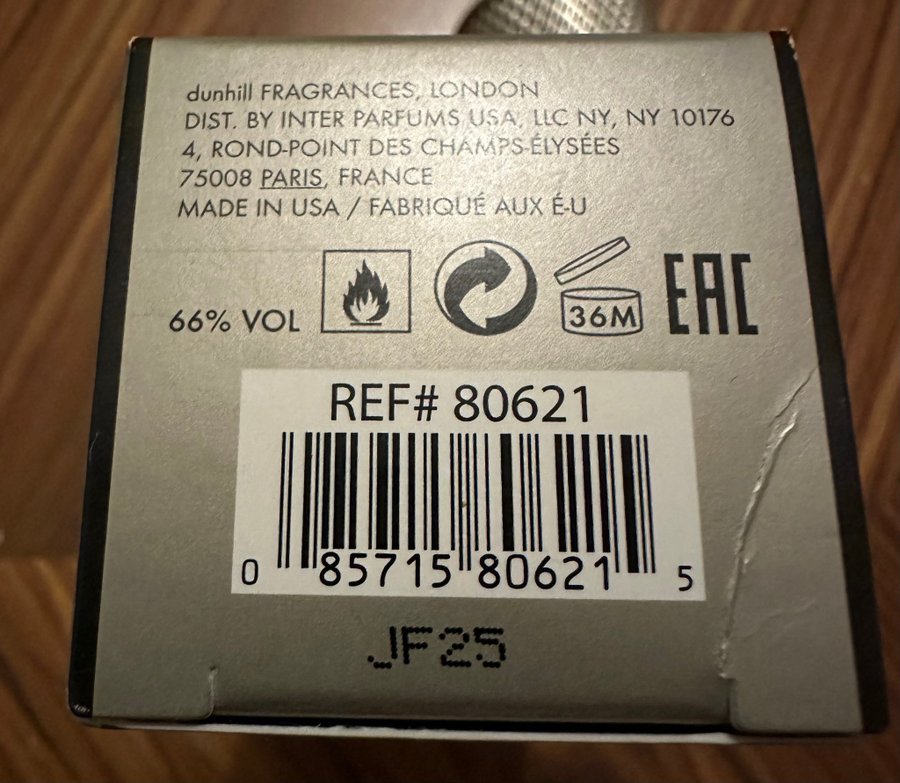 dunhill FRAGRANCES, LONDON
DIST. BY INTER PARFUMS USA, LLC NY, NY 10176
4, ROND-POINT DES CHAMPS-ÉLYSÉES
75008 PARIS, FRANCE
MADE IN USA / FABRIQUÉ AUX É-U
66% VOL 36M EAC
REF# 80621
0 85715 80621 5
JF25